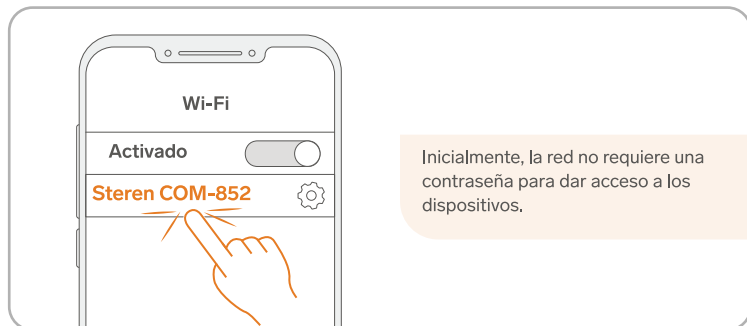 Wi-Fi
Activado
Steren COM-852
Inicialmente, la red no requiere una
contraseña para dar acceso a los
dispositivos.